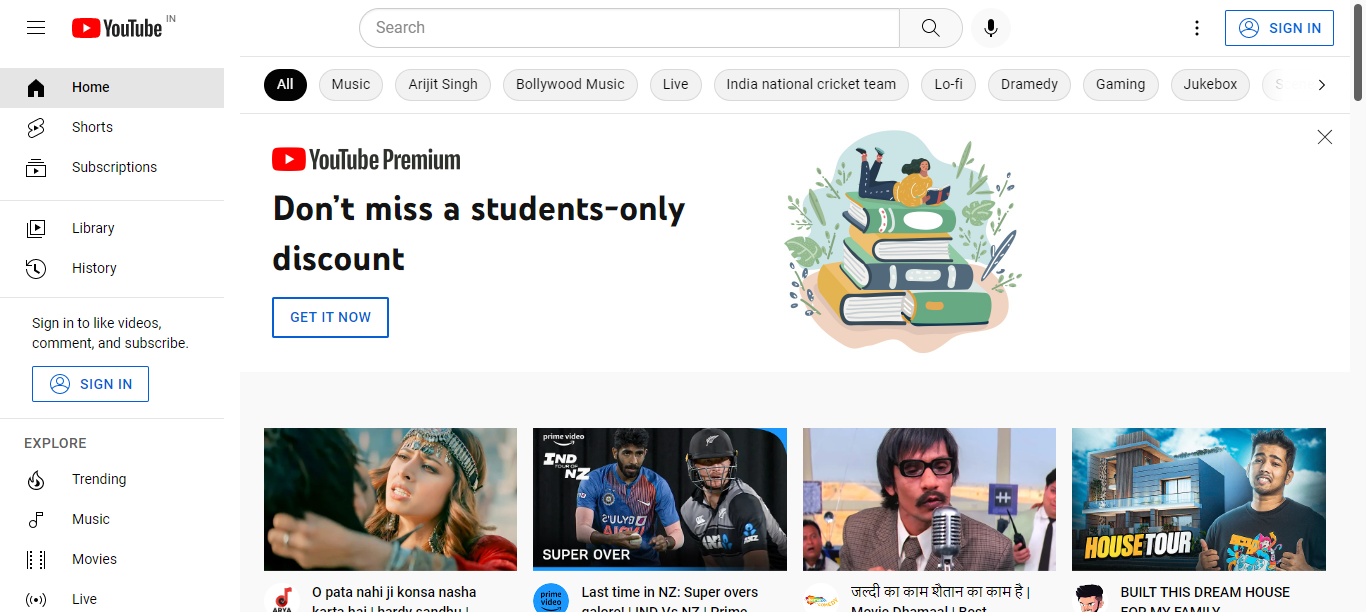 YouTube IN
Search
SIGN IN
Home
Shorts
Subscriptions
Library
History
Sign in to like videos,
comment, and subscribe.
SIGN IN
EXPLORE
Trending
Music
Movies
Live
All
Music
Arijit Singh
Bollywood Music
Live
India national cricket team
Lo-fi
Dramedy
Gaming
Jukebox
YouTube Premium
Don't miss a students-only
discount
GET IT NOW
prime video
IND
TOUR OF
NZ
SUPER OVER
HOUSE TOUR
O pata nahi ji konsa nasha
karta hai | hardy sandhu |
prime
video
Last time in NZ: Super overs
galore! | IND Vs NZ | Prime
जल्दी का काम शैतान का काम है |
Movie Dhamaal | Best
BUILT THIS DREAM HOUSE
FOR MY FAMILY